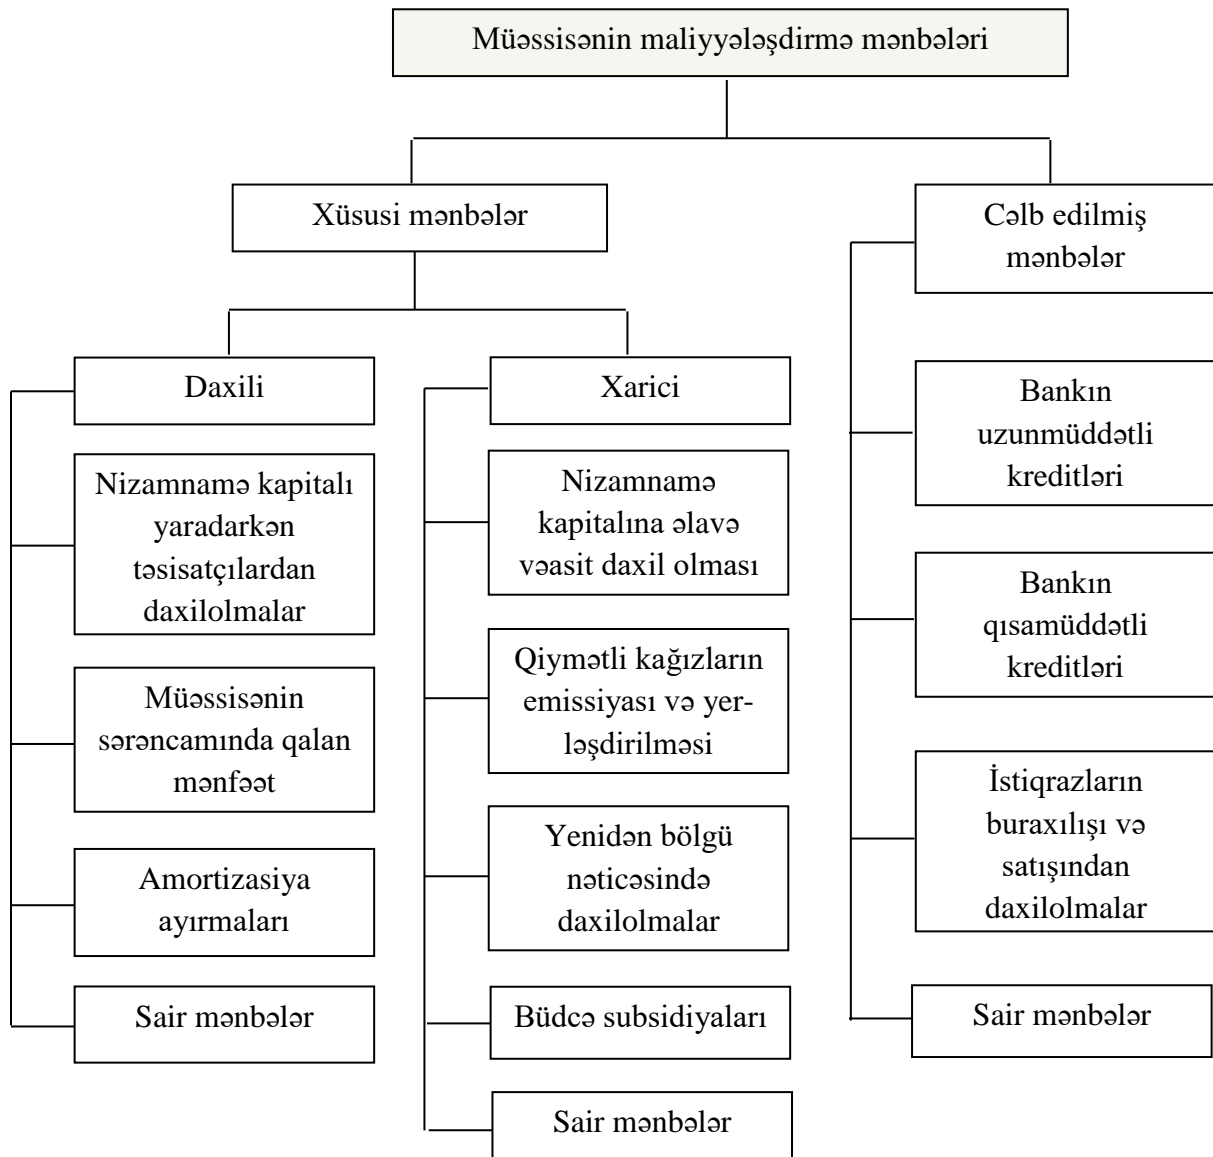 Müəssisənin maliyyələşdirmə mənbələri
Xüsusi mənbələr
Cəlb edilmiş
mənbələr
Daxili
Nizamnamə kapitalı
yaradarkən
təsisatçılardan
daxilolmalar
Müəssisənin
sərəncamında qalan
mənfəət
Amortizasiya
ayırmaları
Sair mənbələr
Xarici
Nizamnamə
kapitalına əlavə
vəasit daxil olması
Qiymətli kağızların
emissiyası və yer-
ləşdirilməsi
Yenidən bölgü
nəticəsində
daxilolmalar
Büdcə subsidiyaları
Sair mənbələr
Bankın
uzunmüddətli
kreditləri
Bankın
qısamüddətli
kreditləri
İstiqrazların
buraxılışı və
satışından
daxilolmalar
Sair mənbələr